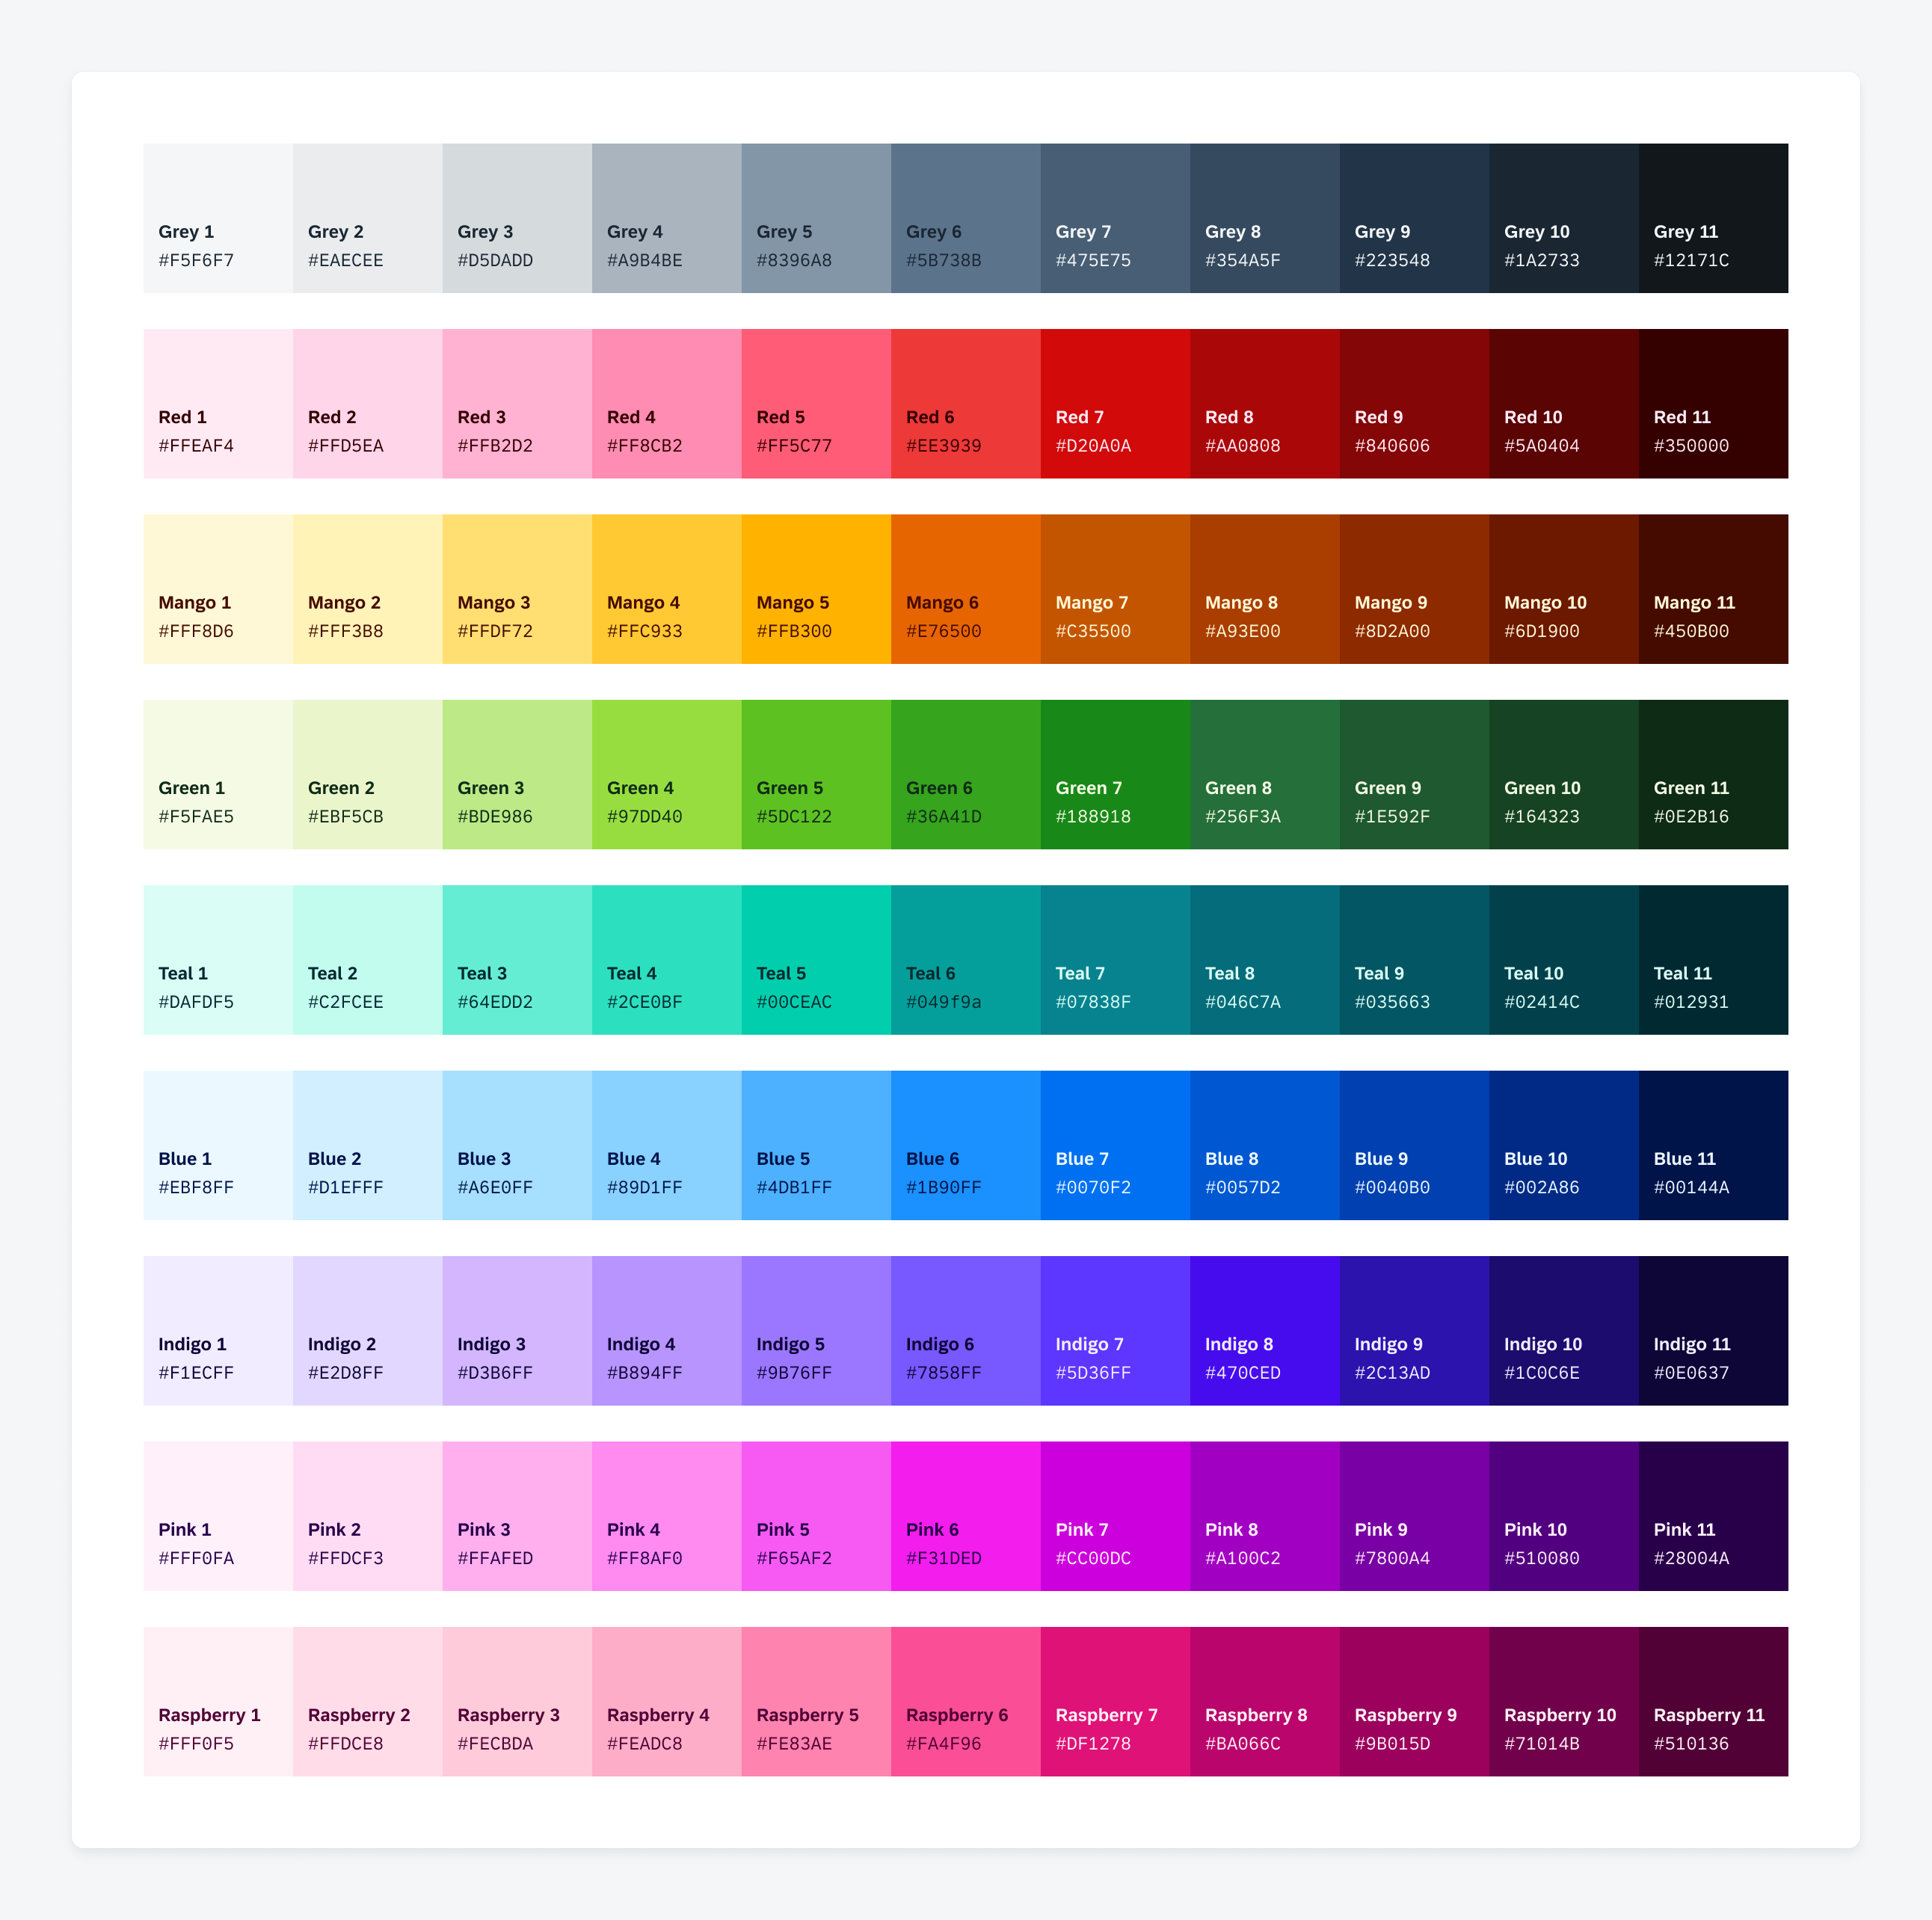 Grey 1 Grey 2 Grey 3 Grey 4 Grey 5 Grey 6 Grey 7 Grey 8 Grey 9 Grey 10 Grey 11
#F5F6F7 #EAECEE #D5DADD #A9B4BE #8396A8 #5B738B #475E75 #354A5F #223548 #1A2733 #12171C
Red 1 Red 2 Red 3 Red 4 Red 5 Red 6 Red 7 Red 8 Red 9 Red 10 Red 11
#FFEAF4 #FFD5EA #FFB2D2 #FF8CB2 #FF5C77 #EE3939 #D20A0A #AA0808 #840606 #5A0404 #350000
Mango 1 Mango 2 Mango 3 Mango 4 Mango 5 Mango 6 Mango 7 Mango 8 Mango 9 Mango 10 Mango 11
#FFF8D6 #FFF3B8 #FFDF72 #FFC933 #FFB300 #E76500 #C35500 #A93E00 #8D2A00 #6D1900 #450B00
Green 1 Green 2 Green 3 Green 4 Green 5 Green 6 Green 7 Green 8 Green 9 Green 10 Green 11
#F5FAE5 #EBF5CB #BDE986 #97DD40 #5DC122 #36A41D #188918 #256F3A #1E592F #164323 #0E2B16
Teal 1 Teal 2 Teal 3 Teal 4 Teal 5 Teal 6 Teal 7 Teal 8 Teal 9 Teal 10 Teal 11
#DAFDF5 #C2FCEE #64EDD2 #2CE0BF #00CEAC #049f9a #07838F #046C7A #035663 #02414C #012931
Blue 1 Blue 2 Blue 3 Blue 4 Blue 5 Blue 6 Blue 7 Blue 8 Blue 9 Blue 10 Blue 11
#EBF8FF #D1EFFF #A6E0FF #89D1FF #4DB1FF #1B90FF #0070F2 #0057D2 #0040B0 #002A86 #00144A
Indigo 1 Indigo 2 Indigo 3 Indigo 4 Indigo 5 Indigo 6 Indigo 7 Indigo 8 Indigo 9 Indigo 10 Indigo 11
#F1ECFF #E2D8FF #D3B6FF #B894FF #9B76FF #7858FF #5D36FF #470CED #2C13AD #1C0C6E #0E0637
Pink 1 Pink 2 Pink 3 Pink 4 Pink 5 Pink 6 Pink 7 Pink 8 Pink 9 Pink 10 Pink 11
#FFF0FA #FFDCF3 #FFAFED #FF8AF0 #F65AF2 #F31DED #CC00DC #A100C2 #7800A4 #510080 #28004A
Raspberry 1 Raspberry 2 Raspberry 3 Raspberry 4 Raspberry 5 Raspberry 6 Raspberry 7 Raspberry 8 Raspberry 9 Raspberry 10 Raspberry 11
#FFF0F5 #FFDCE8 #FECBDA #FEADC8 #FE83AE #FA4F96 #DF1278 #BA066C #9B015D #71014B #510136